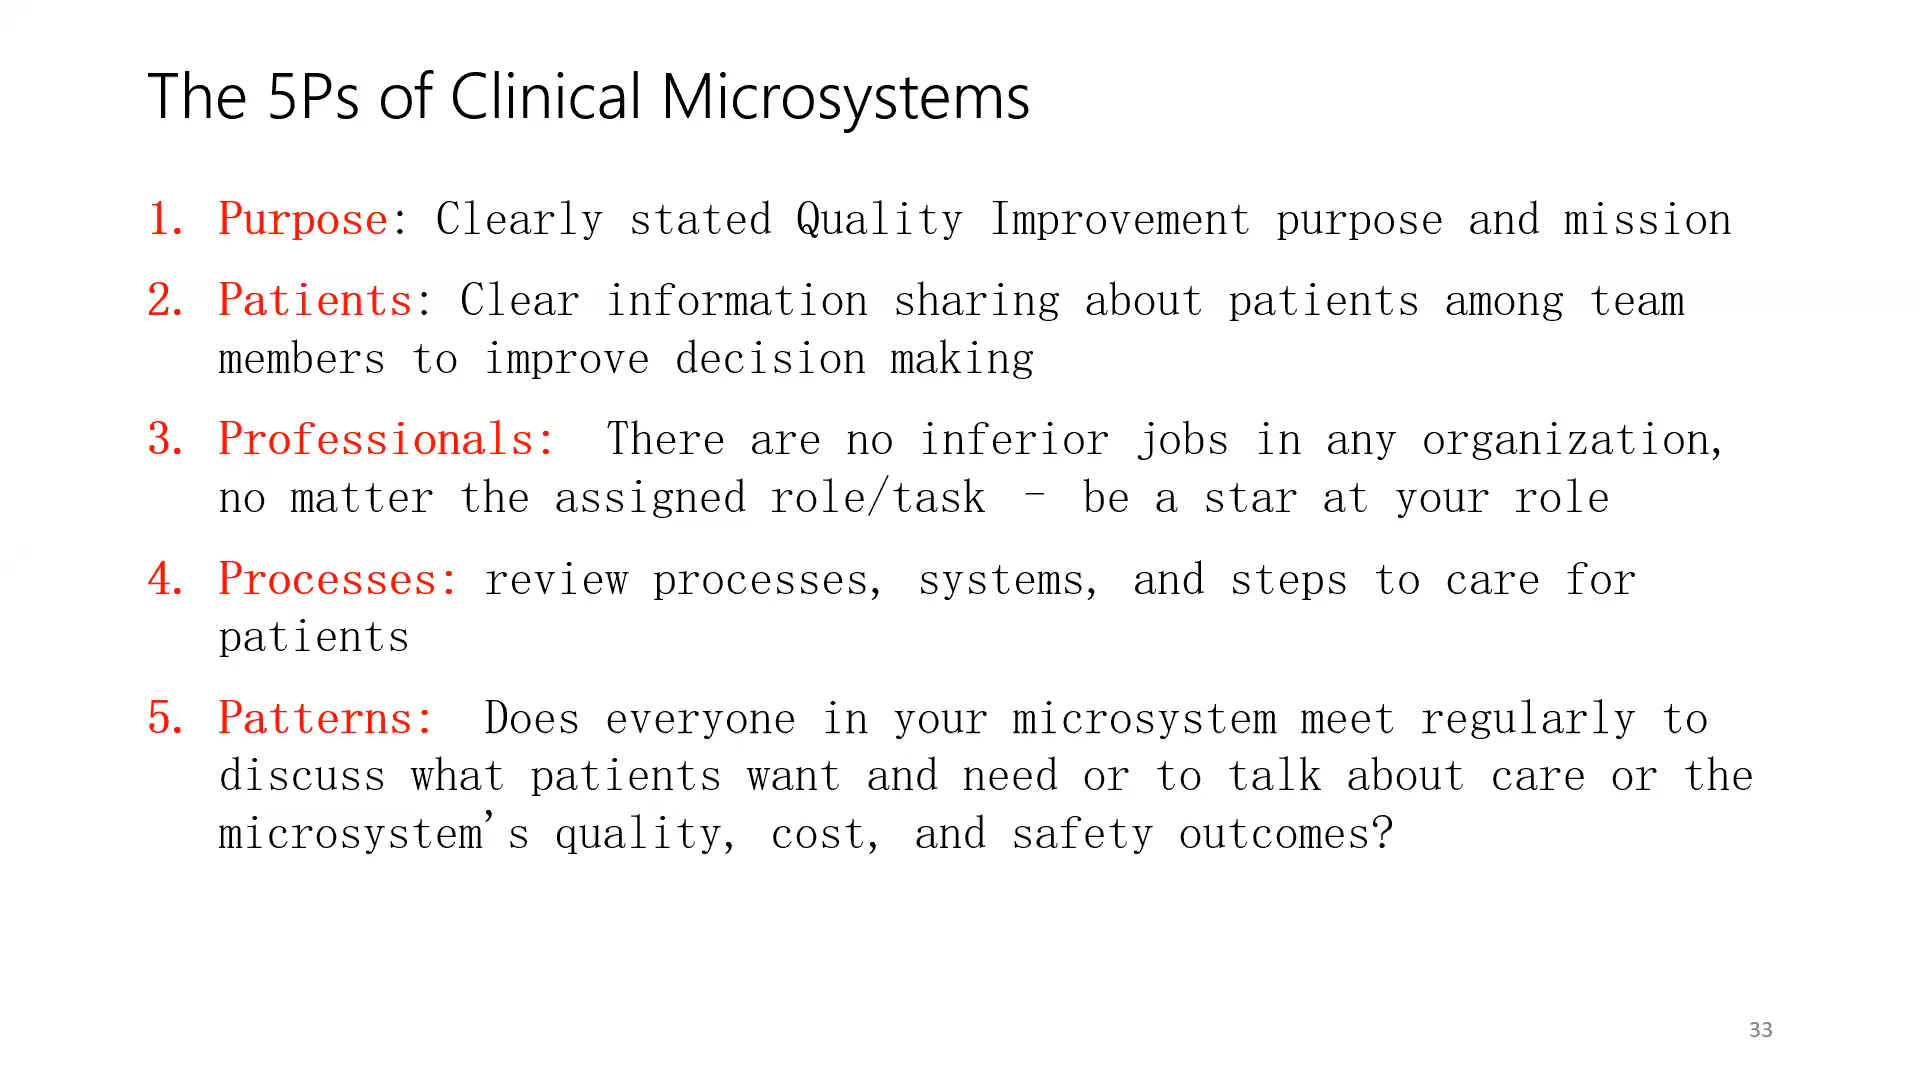 The 5Ps of Clinical Microsystems
1. Purpose: Clearly stated Quality Improvement purpose and mission
2. Patients: Clear information sharing about patients among team
members to improve decision making
3. Professionals: There are no inferior jobs in any organization,
no matter the assigned role/task – be a star at your role
4. Processes: review processes, systems, and steps to care for
patients
5. Patterns: Does everyone in your microsystem meet regularly to
discuss what patients want and need or to talk about care or the
microsystem's quality, cost, and safety outcomes?
33